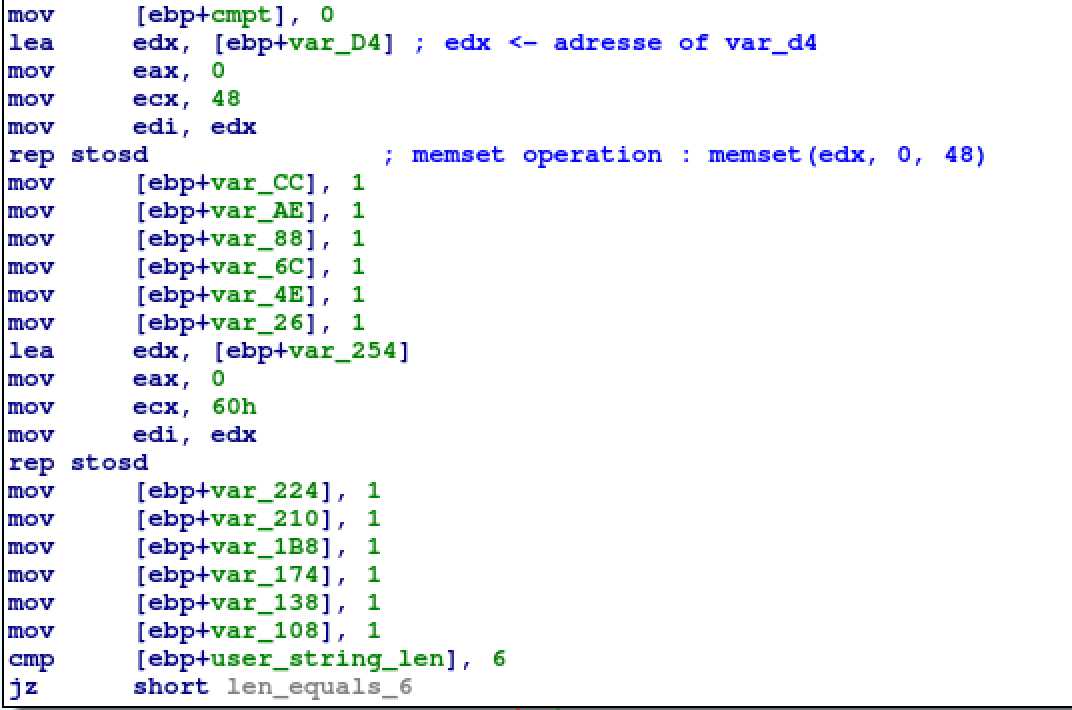 mov [ebp+cmpt], 0
lea edx, [ebp+var_D4] ; edx <- adresse of var_d4
mov eax, 0
mov ecx, 48
mov edi, edx
rep stosd ; memset operation : memset(edx, 0, 48)
mov [ebp+var_CC], 1
mov [ebp+var_AE], 1
mov [ebp+var_88], 1
mov [ebp+var_6C], 1
mov [ebp+var_4E], 1
mov [ebp+var_26], 1
lea edx, [ebp+var_254]
mov eax, 0
mov ecx, 60h
mov edi, edx
rep stosd
mov [ebp+var_224], 1
mov [ebp+var_210], 1
mov [ebp+var_1B8], 1
mov [ebp+var_174], 1
mov [ebp+var_138], 1
mov [ebp+var_108], 1
cmp [ebp+user_string_len], 6
jz short len_equals_6